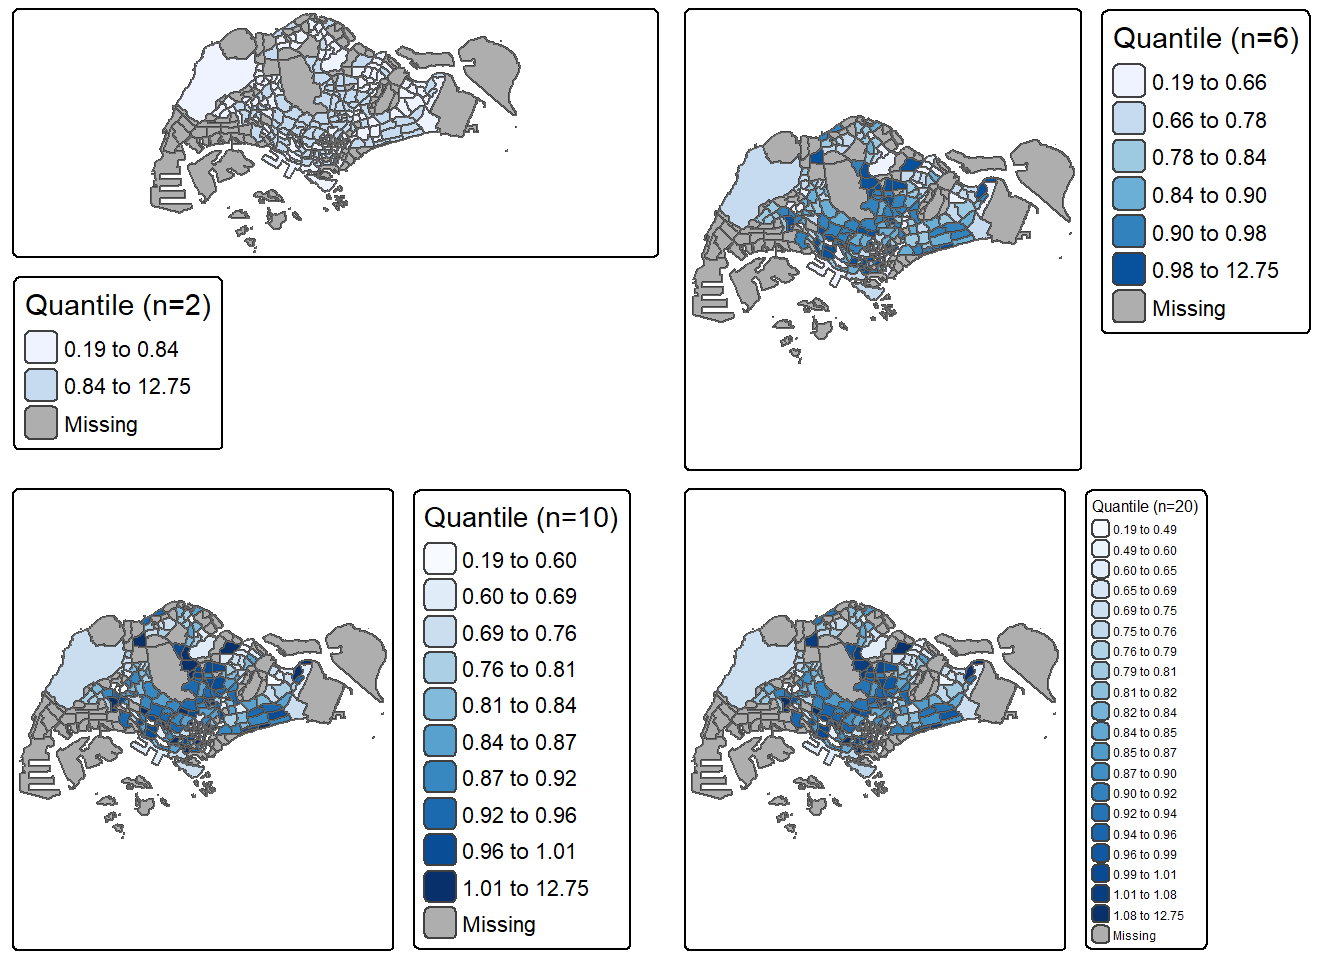 Quantile (n=2)
0.19 to 0.84
0.84 to 12.75
Missing
Quantile (n=6)
0.19 to 0.66
0.66 to 0.78
0.78 to 0.84
0.84 to 0.90
0.90 to 0.98
0.98 to 12.75
Missing
Quantile (n=10)
0.19 to 0.60
0.60 to 0.69
0.69 to 0.76
0.76 to 0.81
0.81 to 0.84
0.84 to 0.87
0.87 to 0.92
0.92 to 0.96
0.96 to 1.01
1.01 to 12.75
Missing
Quantile (n=20)
0.19 to 0.49
0.49 to 0.60
0.60 to 0.65
0.65 to 0.69
0.69 to 0.75
0.75 to 0.76
0.76 to 0.79
0.79 to 0.81
0.81 to 0.82
0.82 to 0.84
0.84 to 0.85
0.85 to 0.87
0.87 to 0.90
0.90 to 0.92
0.92 to 0.94
0.94 to 0.96
0.96 to 0.99
0.99 to 1.01
1.01 to 1.08
1.08 to 12.75
Missing